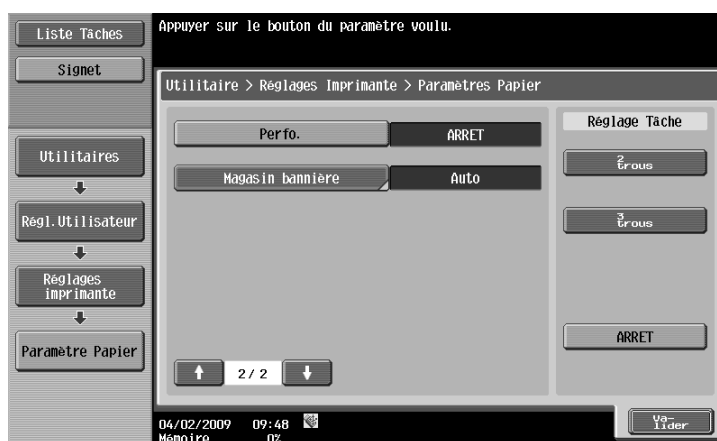 Liste Tâches
Signet
Utilitaires
Régl.Utilisateur
Réglages
imprimante
Paramètre Papier
Appuyer sur le bouton du paramètre voulu.
Utilitaire > Réglages Imprimante > Paramètres Papier
Perfo.
ARRET
Magasin bannière
Auto
2/ 2
Réglage Tâche
2
trous
3
trous
ARRET
04/02/2009 09:48
Mémoire 0%
Va-
lider